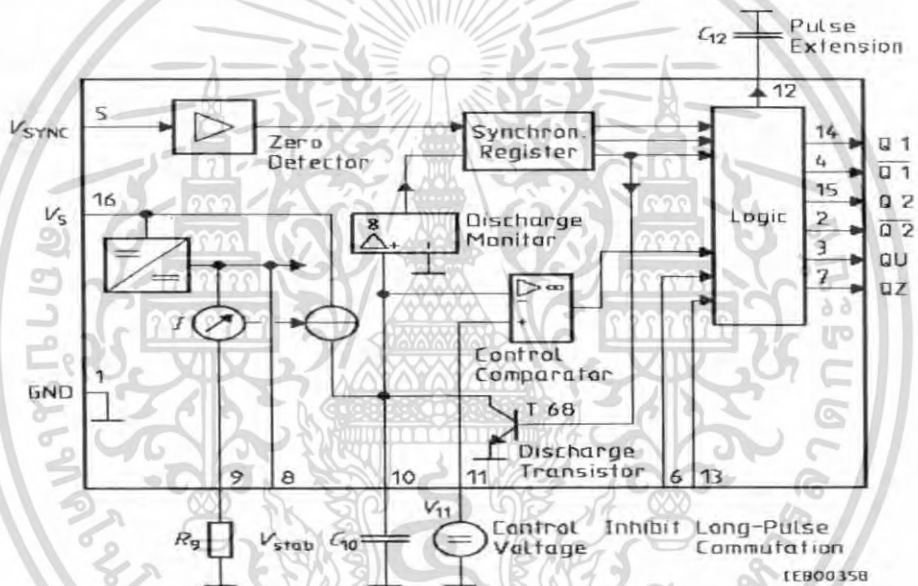 C12 Pulse Extension
12
5
VSYNC
Zero Detector
Synchron. Register
14 Q 1
4 Q̅1̅
15 Q 2
2 Q̅2̅
3 QU
7 QZ
Logic
16
VS
8
+
-
Discharge Monitor
I
∞
-
+
Control Comparator
1
GND
T 68
Discharge Transistor
9
8
10
11
6
13
R9
Vstab
C10
V11
Control Voltage
Inhibit
Long-Pulse Commutation
IEB00358